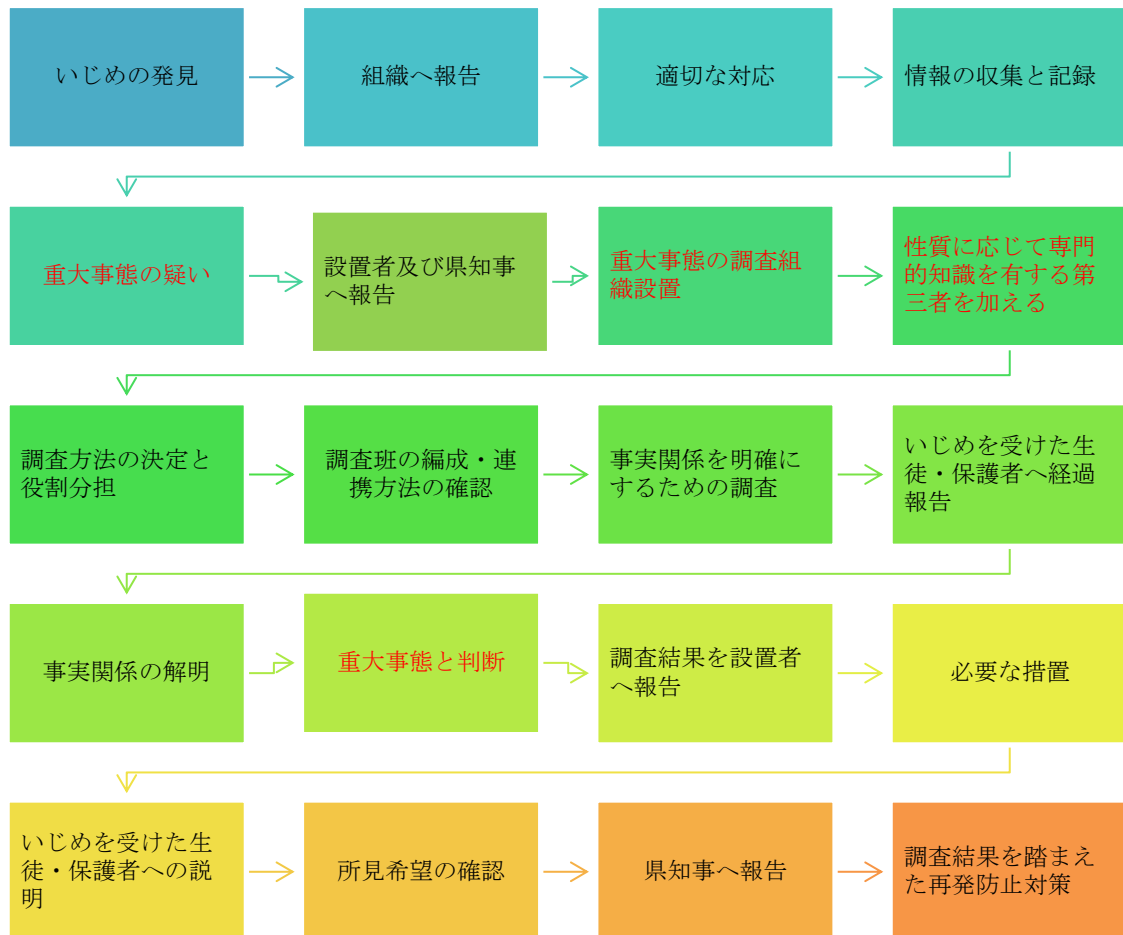 いじめの発見
組織へ報告
適切な対応
情報の収集と記録
重大事態の疑い
設置者及び県知事
へ報告
重大事態の調査組
織設置
性質に応じて専門
的知識を有する第
三者を加える
調査方法の決定と
役割分担
調査班の編成・連
携方法の確認
事実関係を明確に
するための調査
いじめを受けた生
徒・保護者へ経過
報告
事実関係の解明
重大事態と判断
調査結果を設置者
へ報告
必要な措置
いじめを受けた生
徒・保護者への説
明
所見希望の確認
県知事へ報告
調査結果を踏まえ
た再発防止対策